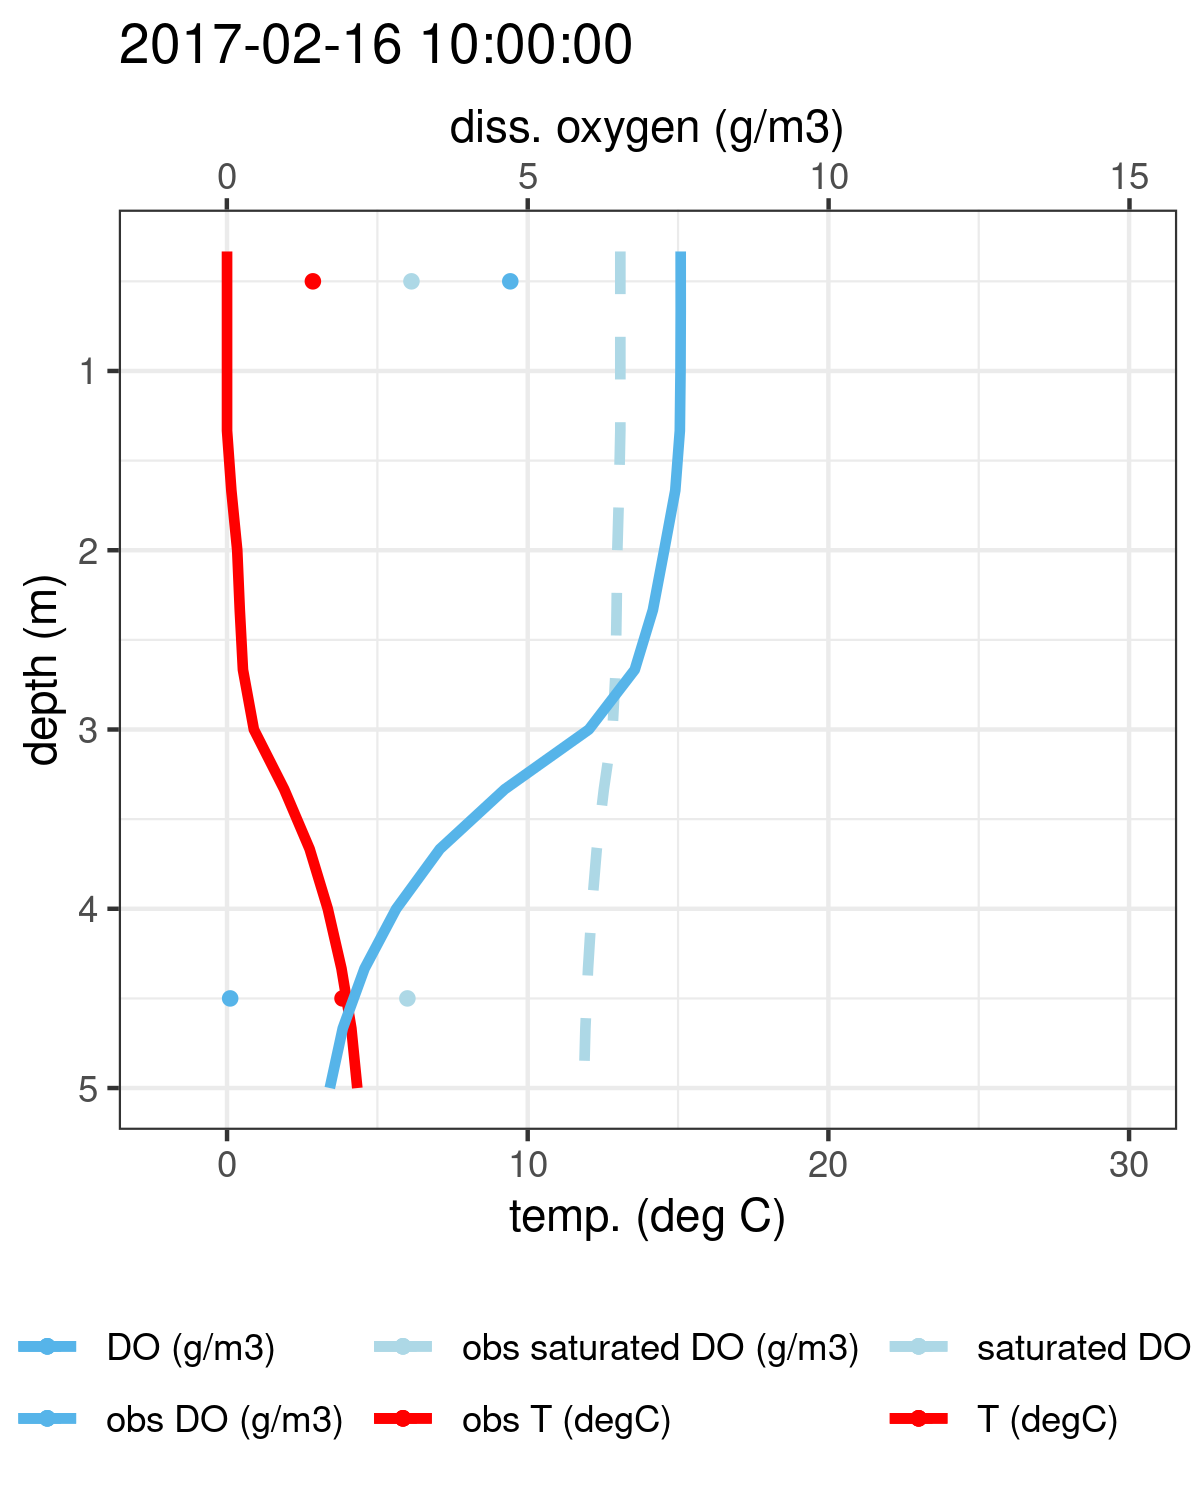 2017-02-16 10:00:00
diss. oxygen (g/m3)
0 5 10 15
depth (m)
1
2
3
4
5
0 10 20 30
temp. (deg C)
DO (g/m3) obs saturated DO (g/m3) saturated DO
obs DO (g/m3) obs T (degC) T (degC)